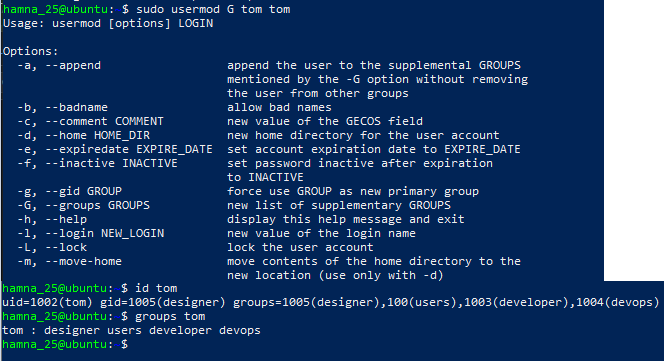 hamna_25@ubuntu:~$ sudo usermod G tom tom
Usage: usermod [options] LOGIN
Options:
-a, --append append the user to the supplemental GROUPS
mentioned by the -G option without removing
the user from other groups
-b, --badname allow bad names
-c, --comment COMMENT new value of the GECOS field
-d, --home HOME_DIR new home directory for the user account
-e, --expiredate EXPIRE_DATE set account expiration date to EXPIRE_DATE
-f, --inactive INACTIVE set password inactive after expiration
to INACTIVE
-g, --gid GROUP force use GROUP as new primary group
-G, --groups GROUPS new list of supplementary GROUPS
-h, --help display this help message and exit
-l, --login NEW_LOGIN new value of the login name
-L, --lock lock the user account
-m, --move-home move contents of the home directory to the
new location (use only with -d)
hamna_25@ubuntu:~$ id tom
uid=1002(tom) gid=1005(designer) groups=1005(designer),100(users),1003(developer),1004(devops)
hamna_25@ubuntu:~$ groups tom
tom : designer users developer devops
hamna_25@ubuntu:~$